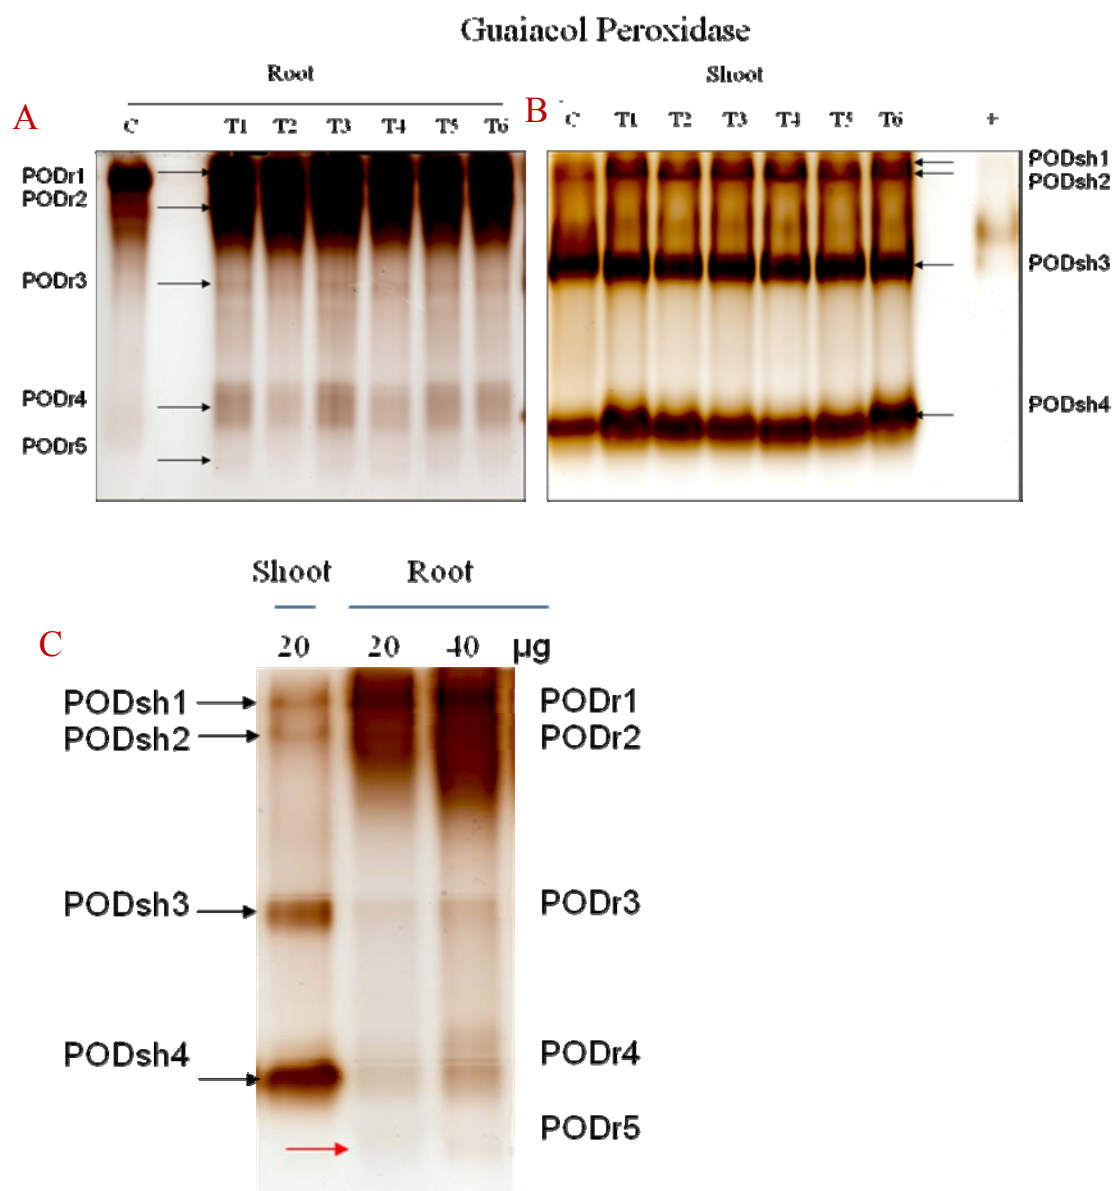 Guaiacol Peroxidase
Root
Shoot
A
B
C T1 T2 T3 T4 T5 T6
C T1 T2 T3 T4 T5 T6 +
PODr1
PODr2
PODr3
PODr4
PODr5
PODsh1
PODsh2
PODsh3
PODsh4
Shoot Root
C
20 20 40 µg
PODsh1 PODr1
PODsh2 PODr2
PODsh3 PODr3
PODsh4 PODr4
PODr5